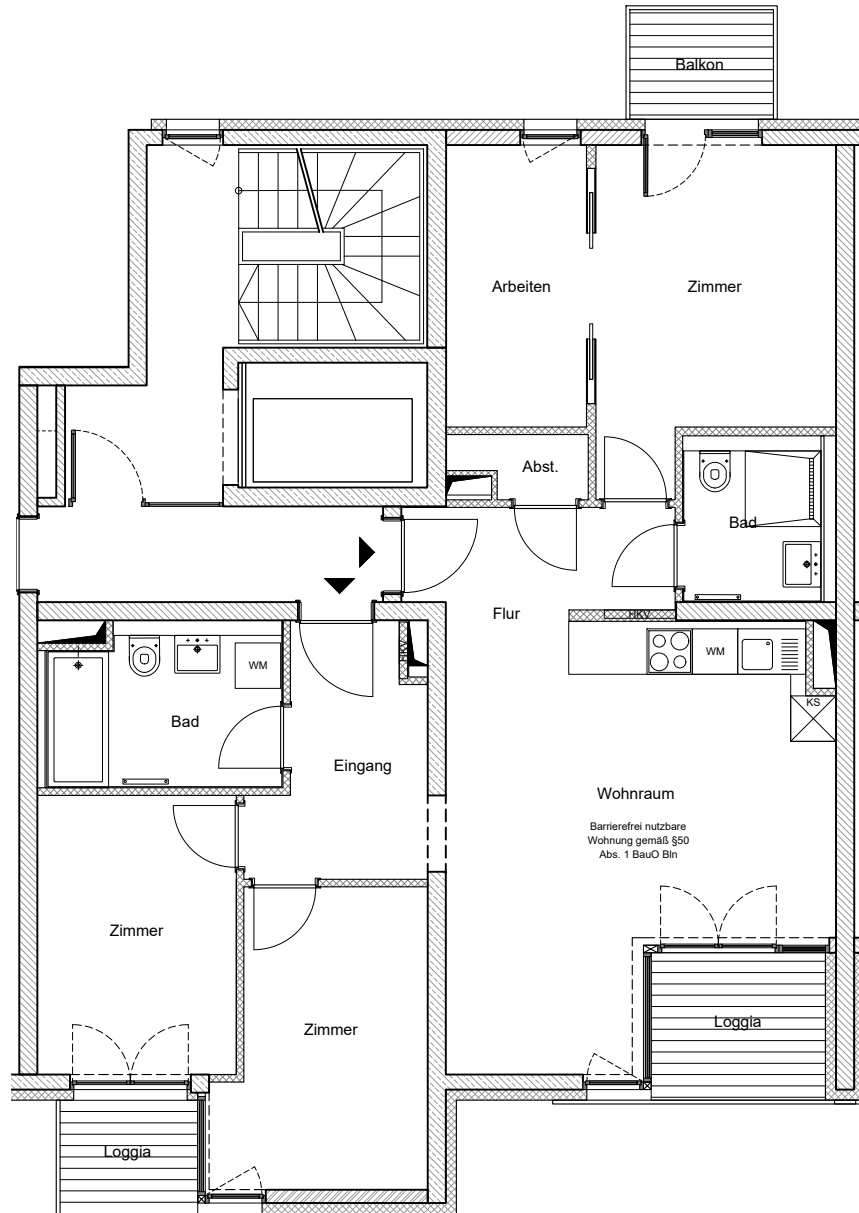 Balkon
Arbeiten
Zimmer
Abst.
Bad
Flur
HKV
WM
HKV
WM
KS
Bad
Eingang
Wohnraum
Barrierefrei nutzbare
Wohnung gemäß §50
Abs. 1 BauO Bln
Zimmer
Zimmer
Loggia
Loggia